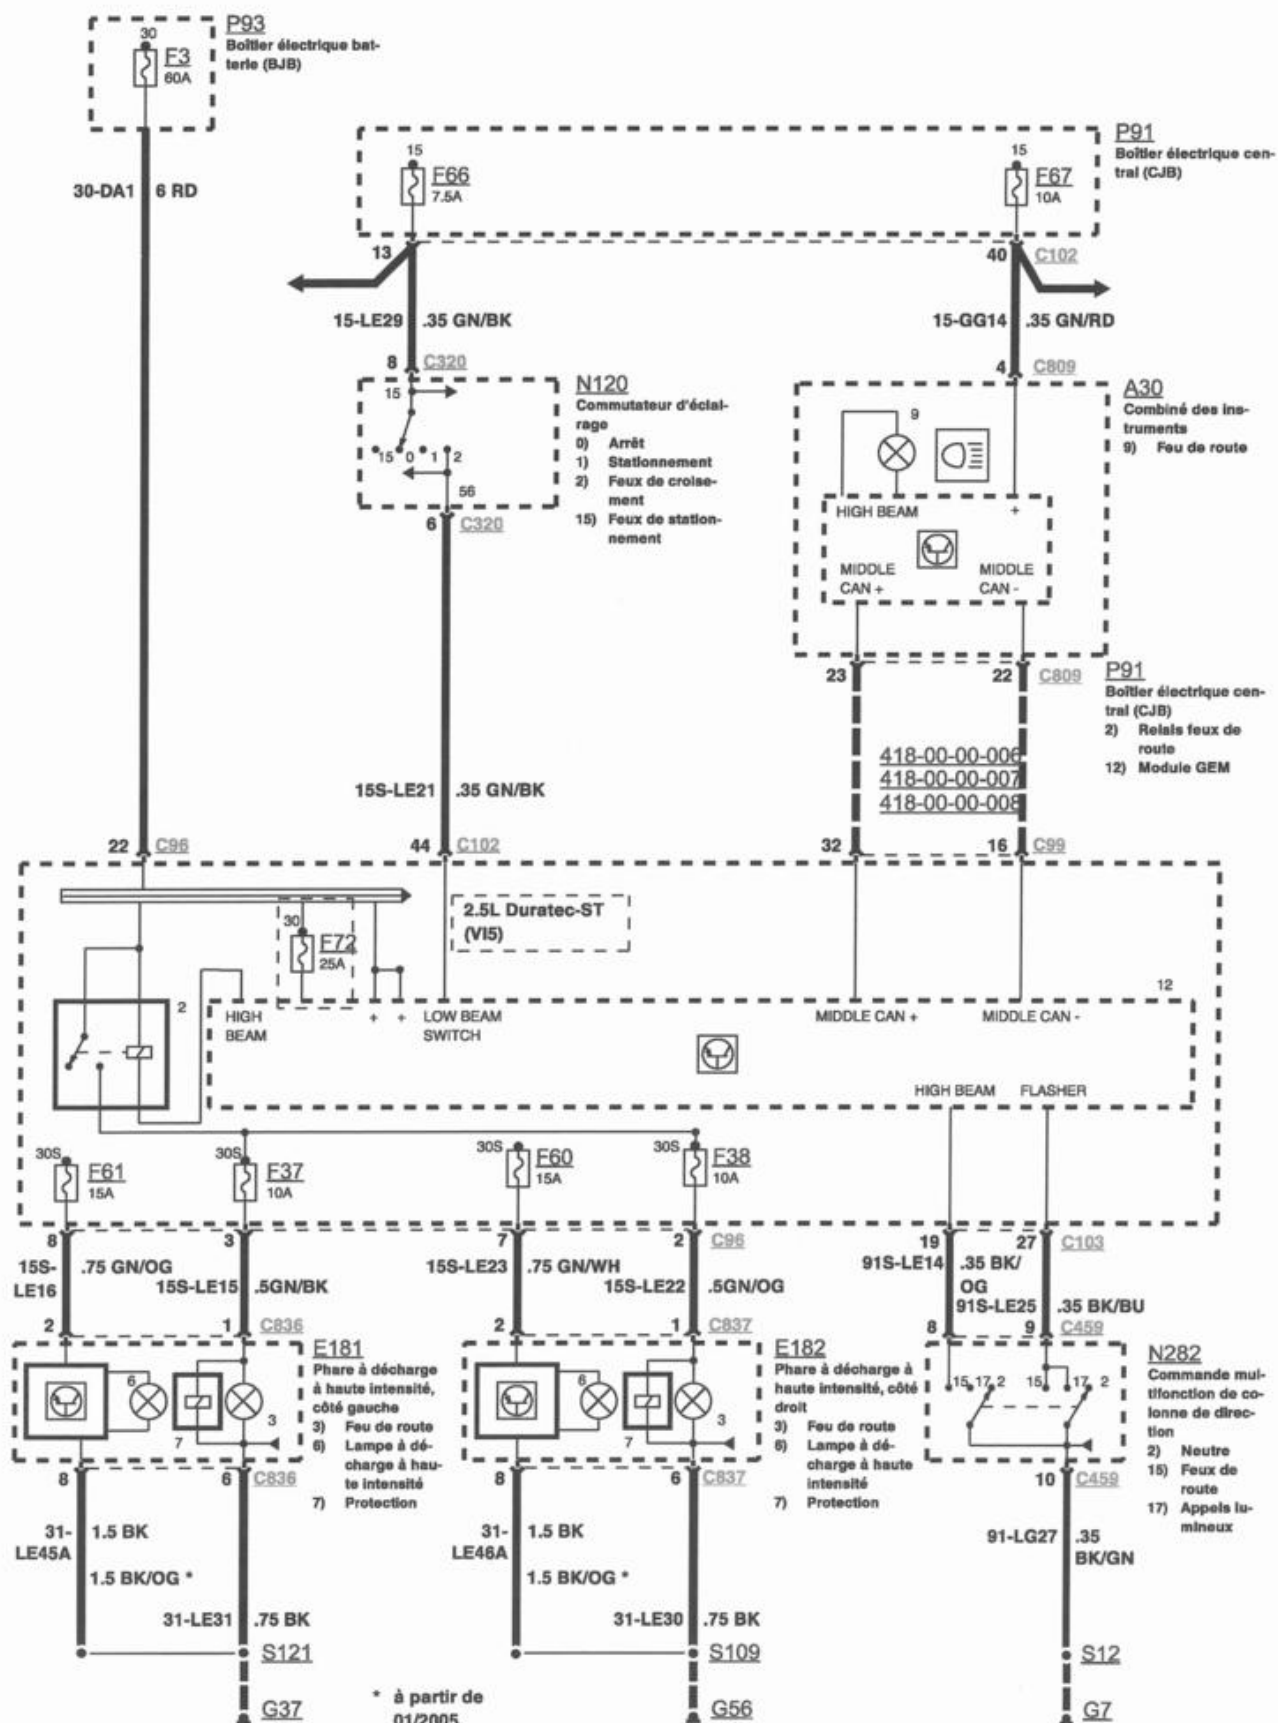 30
F3
60A
P93
Boîtier électrique bat-
terie (BJB)
30-DA1
6 RD
15
F66
7.5A
15
F67
10A
P91
Boîtier électrique cen-
tral (CJB)
13
40
C102
15-LE29
.35 GN/BK
15-GG14
.35 GN/RD
8
C320
4
C809
15
15 0 1 2
56
N120
Commutateur d'éclai-
rage
0) Arrêt
1) Stationnement
2) Feux de croise-
ment
15) Feux de station-
nement
6
C320
9
HIGH BEAM
+
MIDDLE
CAN +
MIDDLE
CAN -
A30
Combiné des ins-
truments
9) Feu de route
23
22
C809
P91
Boîtier électrique cen-
tral (CJB)
2) Relais feux de
route
12) Module GEM
418-00-00-006
418-00-00-007
418-00-00-008
15S-LE21
.35 GN/BK
22
C96
44
C102
32
16
C99
2.5L Duratec-ST
(VI5)
30
F72
25A
2
12
HIGH
BEAM
+
+
LOW BEAM
SWITCH
MIDDLE CAN +
MIDDLE CAN -
HIGH BEAM
FLASHER
30S
F61
15A
30S
F37
10A
30S
F60
15A
30S
F38
10A
8
3
7
2
C96
19
27
C103
15S-
LE16
.75 GN/OG
15S-LE15
.5GN/BK
15S-LE23
.75 GN/WH
15S-LE22
.5GN/OG
91S-LE14
.35 BK/
OG
91S-LE25
.35 BK/BU
2
1
C836
2
1
C837
8
9
C459
6
7
3
E181
Phare à décharge
à haute intensité,
côté gauche
3) Feu de route
6) Lampe à dé-
charge à hau-
te intensité
7) Protection
6
7
3
E182
Phare à décharge à
haute intensité, côté
droit
3) Feu de route
6) Lampe à dé-
charge à haute
intensité
7) Protection
15 17 2
15 17 2
N282
Commande mul-
tifonction de co-
lonne de direc-
tion
2) Neutre
15) Feux de
route
17) Appels lu-
mineux
8
6
C836
8
6
C837
10
C459
31-
LE45A
1.5 BK
1.5 BK/OG *
31-LE31
.75 BK
31-
LE46A
1.5 BK
1.5 BK/OG *
31-LE30
.75 BK
91-LG27
.35
BK/GN
S121
S109
S12
G37
* à partir de
01/2005
G56
G7